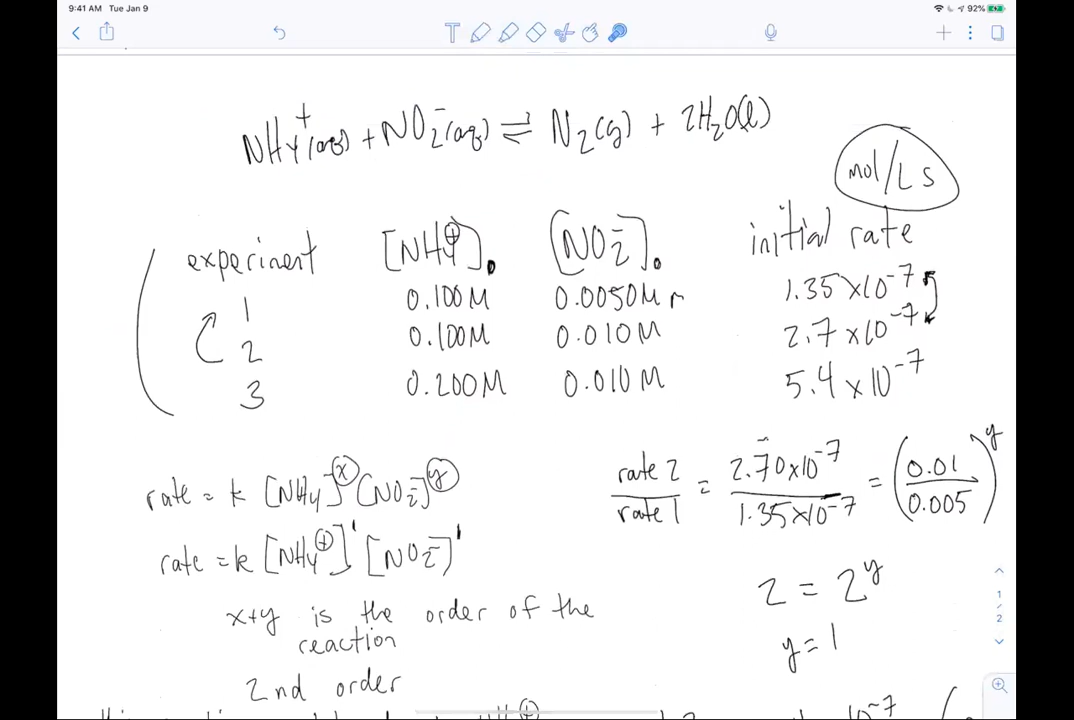 9:41 AM Tue Jan 9
92%
NH4+(aq) + NO2-(aq) ⇌ N2(g) + 2H2O(l)
mol/L s
experiment [NH4+]0 [NO2-]0 initial rate
1 0.100M 0.0050M 1.35×10^-7
2 0.100M 0.010M 2.7×10^-7
3 0.200M 0.010M 5.4×10^-7
rate = k [NH4]^x [NO2-]^y
rate = k [NH4+]^1 [NO2-]^1
x+y is the order of the
reaction
2nd order
rate 2 / rate 1 = 2.70×10^-7 / 1.35×10^-7 = (0.01 / 0.005)^y
2 = 2^y
y = 1
1 / 2